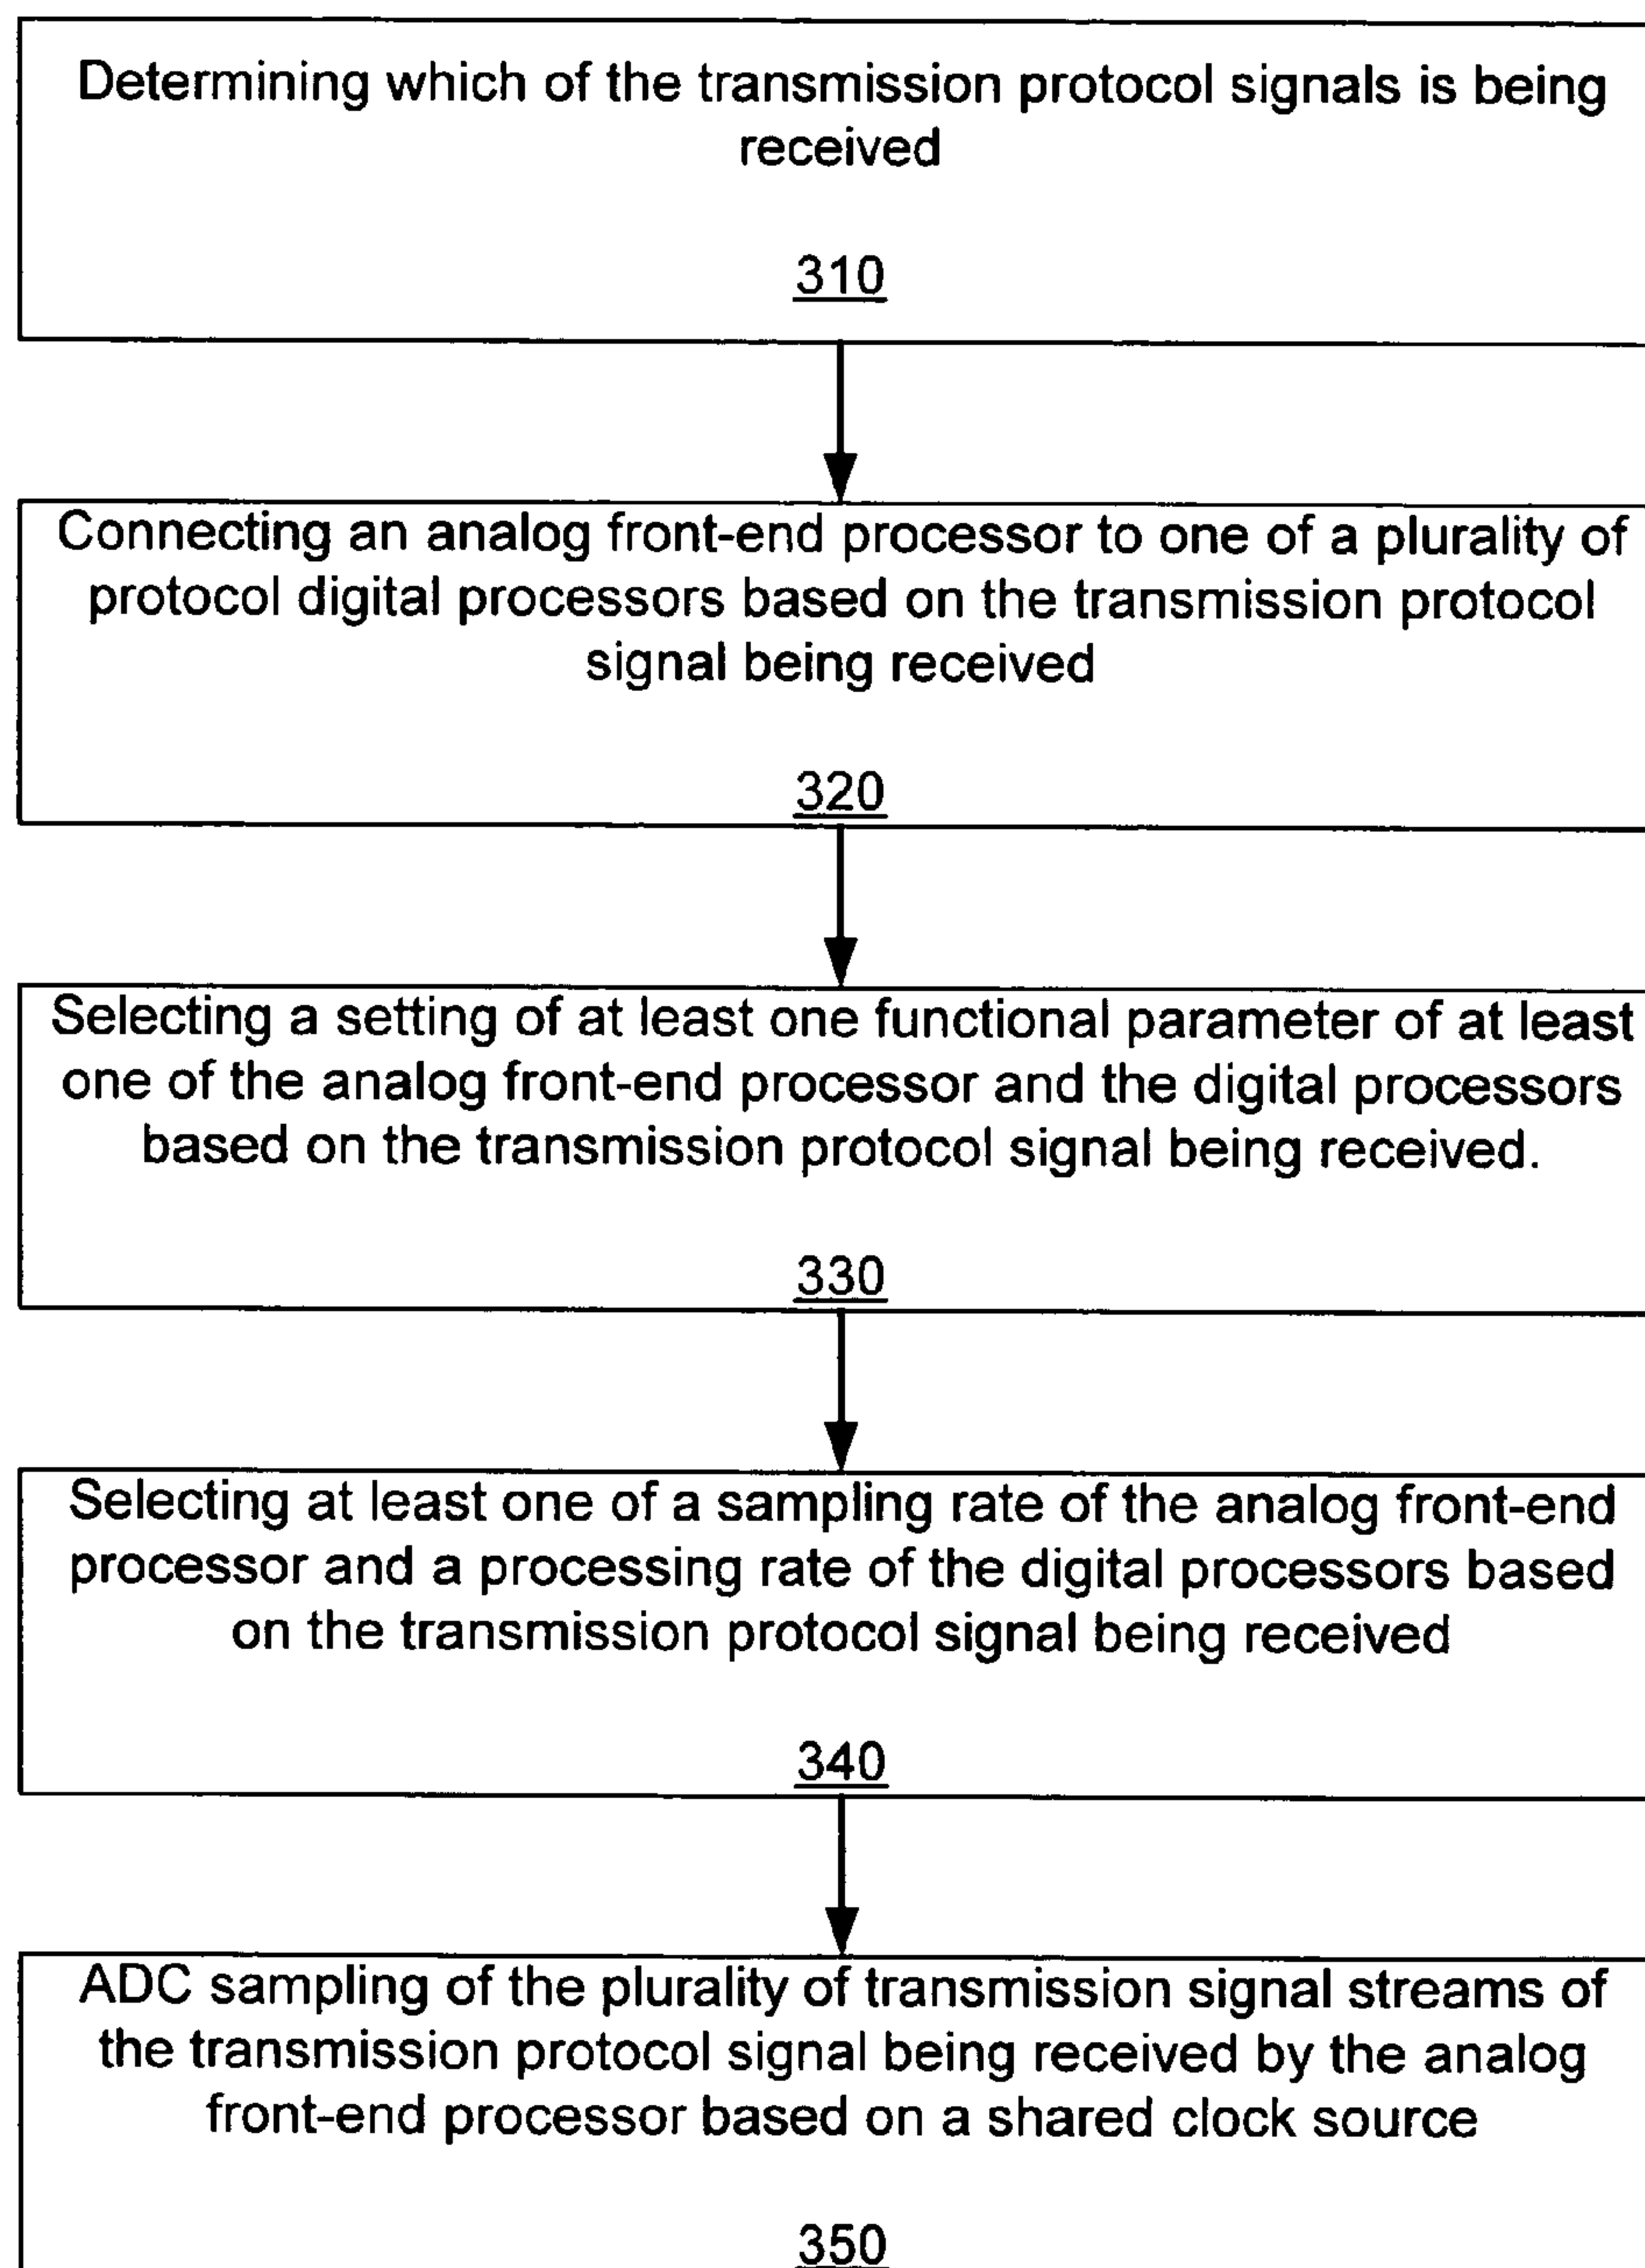 Determining which of the transmission protocol signals is being
received
310
Connecting an analog front-end processor to one of a plurality of
protocol digital processors based on the transmission protocol
signal being received
320
Selecting a setting of at least one functional parameter of at least
one of the analog front-end processor and the digital processors
based on the transmission protocol signal being received.
330
Selecting at least one of a sampling rate of the analog front-end
processor and a processing rate of the digital processors based
on the transmission protocol signal being received
340
ADC sampling of the plurality of transmission signal streams of
the transmission protocol signal being received by the analog
front-end processor based on a shared clock source
350